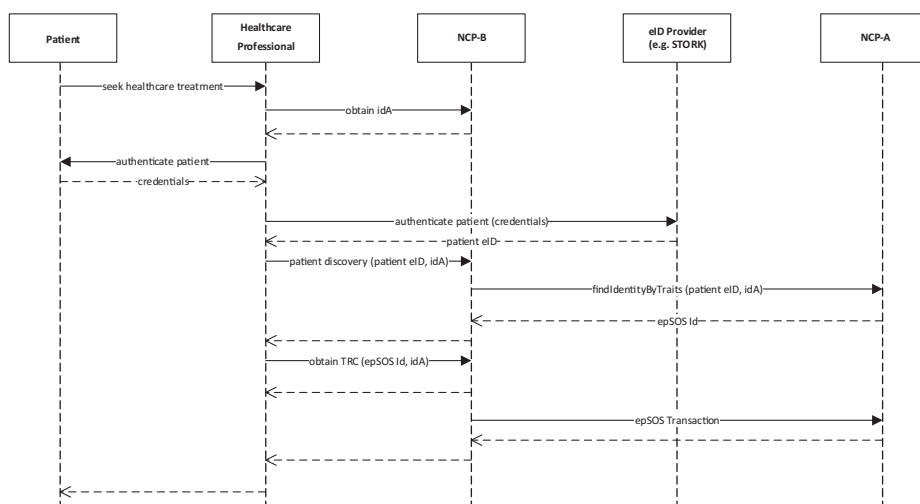 Patient
Healthcare
Professional
NCP-B
eID Provider
(e.g. STORK)
NCP-A
seek healthcare treatment
obtain idA
authenticate patient
credentials
authenticate patient (credentials)
patient eID
patient discovery (patient eID, idA)
findIdentityByTraits (patient eID, idA)
epSOS Id
obtain TRC (epSOS Id, idA)
epSOS Transaction